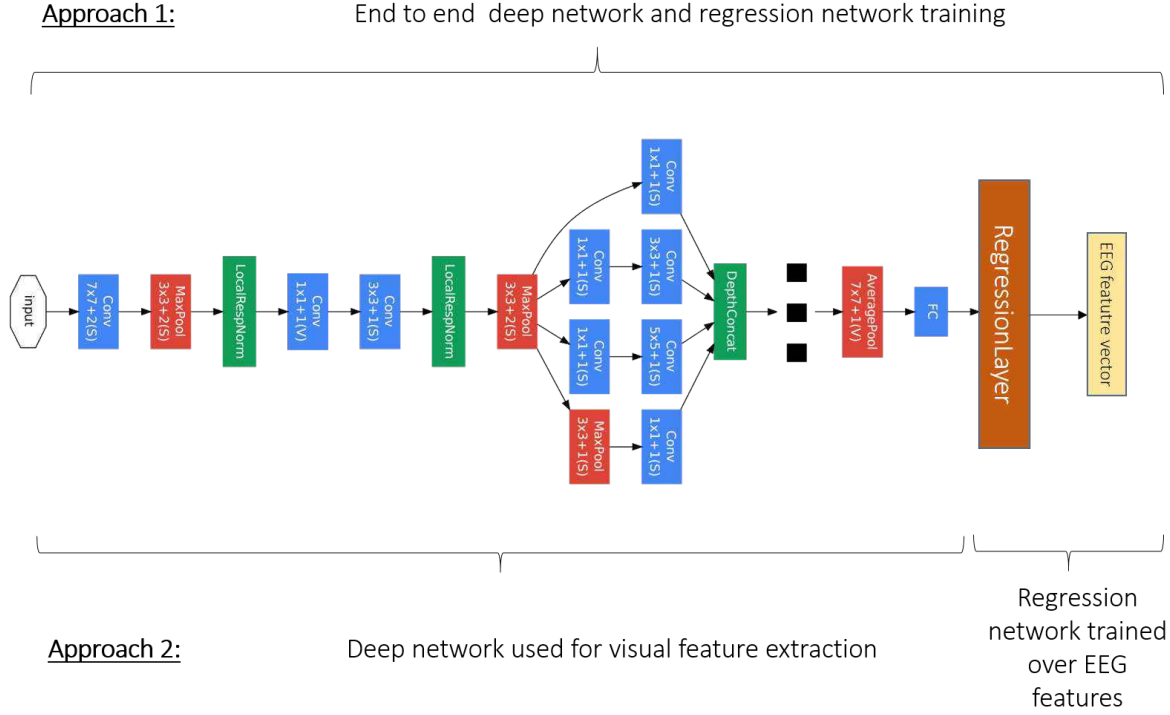 Approach 1:
End to end deep network and regression network training
input
Conv
7x7+2(S)
MaxPool
3x3+2(S)
LocalRespNorm
Conv
1x1+1(V)
Conv
3x3+1(S)
LocalRespNorm
MaxPool
3x3+2(S)
Conv
1x1+1(S)
Conv
1x1+1(S)
Conv
3x3+1(S)
Conv
1x1+1(S)
Conv
5x5+1(S)
MaxPool
3x3+1(S)
Conv
1x1+1(S)
DepthConcat
AveragePool
7x7+1(V)
FC
RegressionLayer
EEG featutre vector
Approach 2:
Deep network used for visual feature extraction
Regression
network trained
over EEG
features